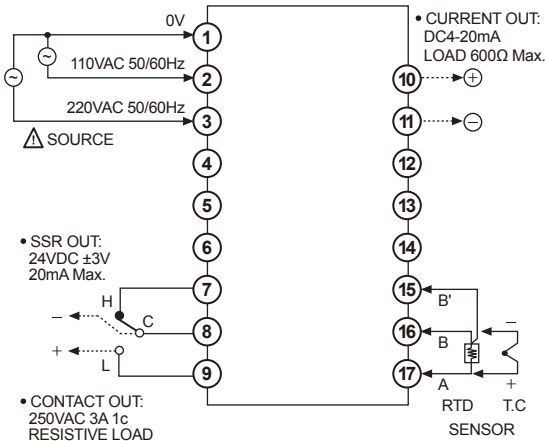 0V
1
~
110VAC 50/60Hz
2
~
220VAC 50/60Hz
3
SOURCE
4
5
6
• SSR OUT:
24VDC ±3V
20mA Max.
7
H
−
C
8
+
L
9
• CONTACT OUT:
250VAC 3A 1c
RESISTIVE LOAD
• CURRENT OUT:
DC4-20mA
LOAD 600Ω Max.
10
+
11
−
12
13
14
15
B'
16
B
−
17
A
+
RTD T.C
SENSOR